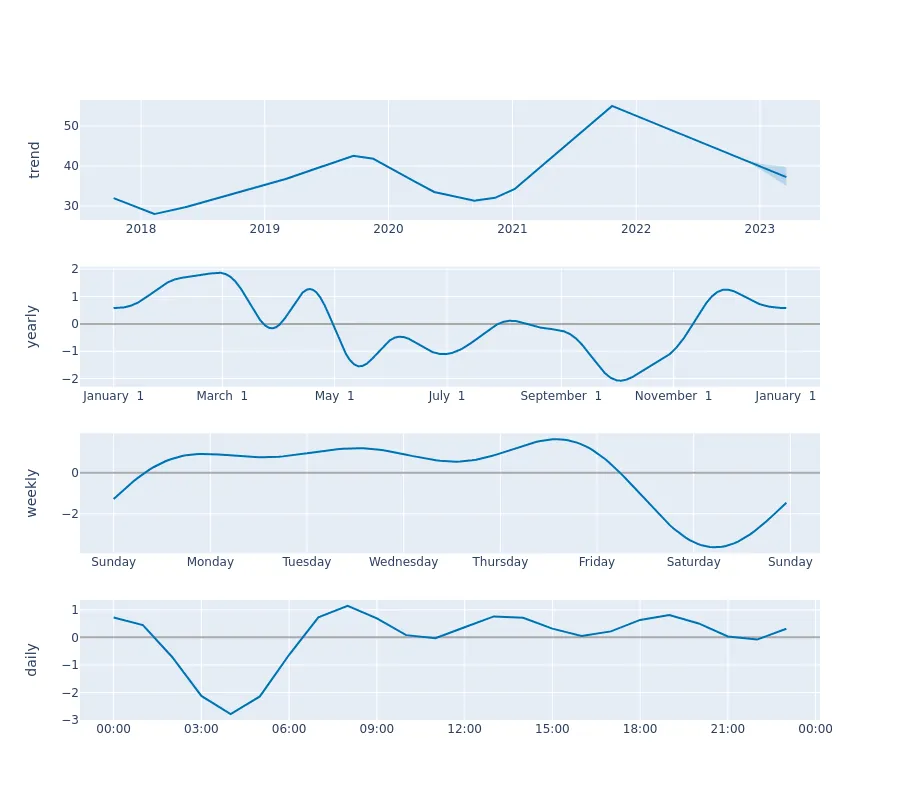 trend
50
40
30
2018 2019 2020 2021 2022 2023
yearly
2
1
0
−1
−2
January 1 March 1 May 1 July 1 September 1 November 1 January 1
weekly
0
−2
Sunday Monday Tuesday Wednesday Thursday Friday Saturday Sunday
daily
1
0
−1
−2
−3
00:00 03:00 06:00 09:00 12:00 15:00 18:00 21:00 00:00